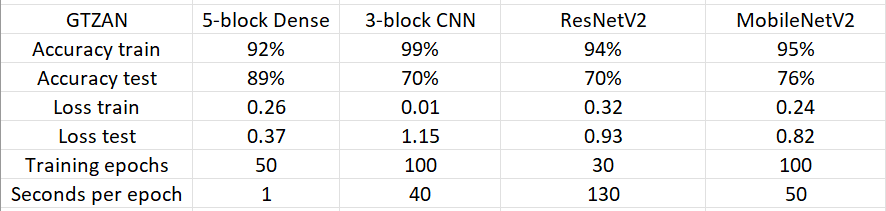 GTZAN 5-block Dense 3-block CNN ResNetV2 MobileNetV2
Accuracy train 92% 99% 94% 95%
Accuracy test 89% 70% 70% 76%
Loss train 0.26 0.01 0.32 0.24
Loss test 0.37 1.15 0.93 0.82
Training epochs 50 100 30 100
Seconds per epoch 1 40 130 50